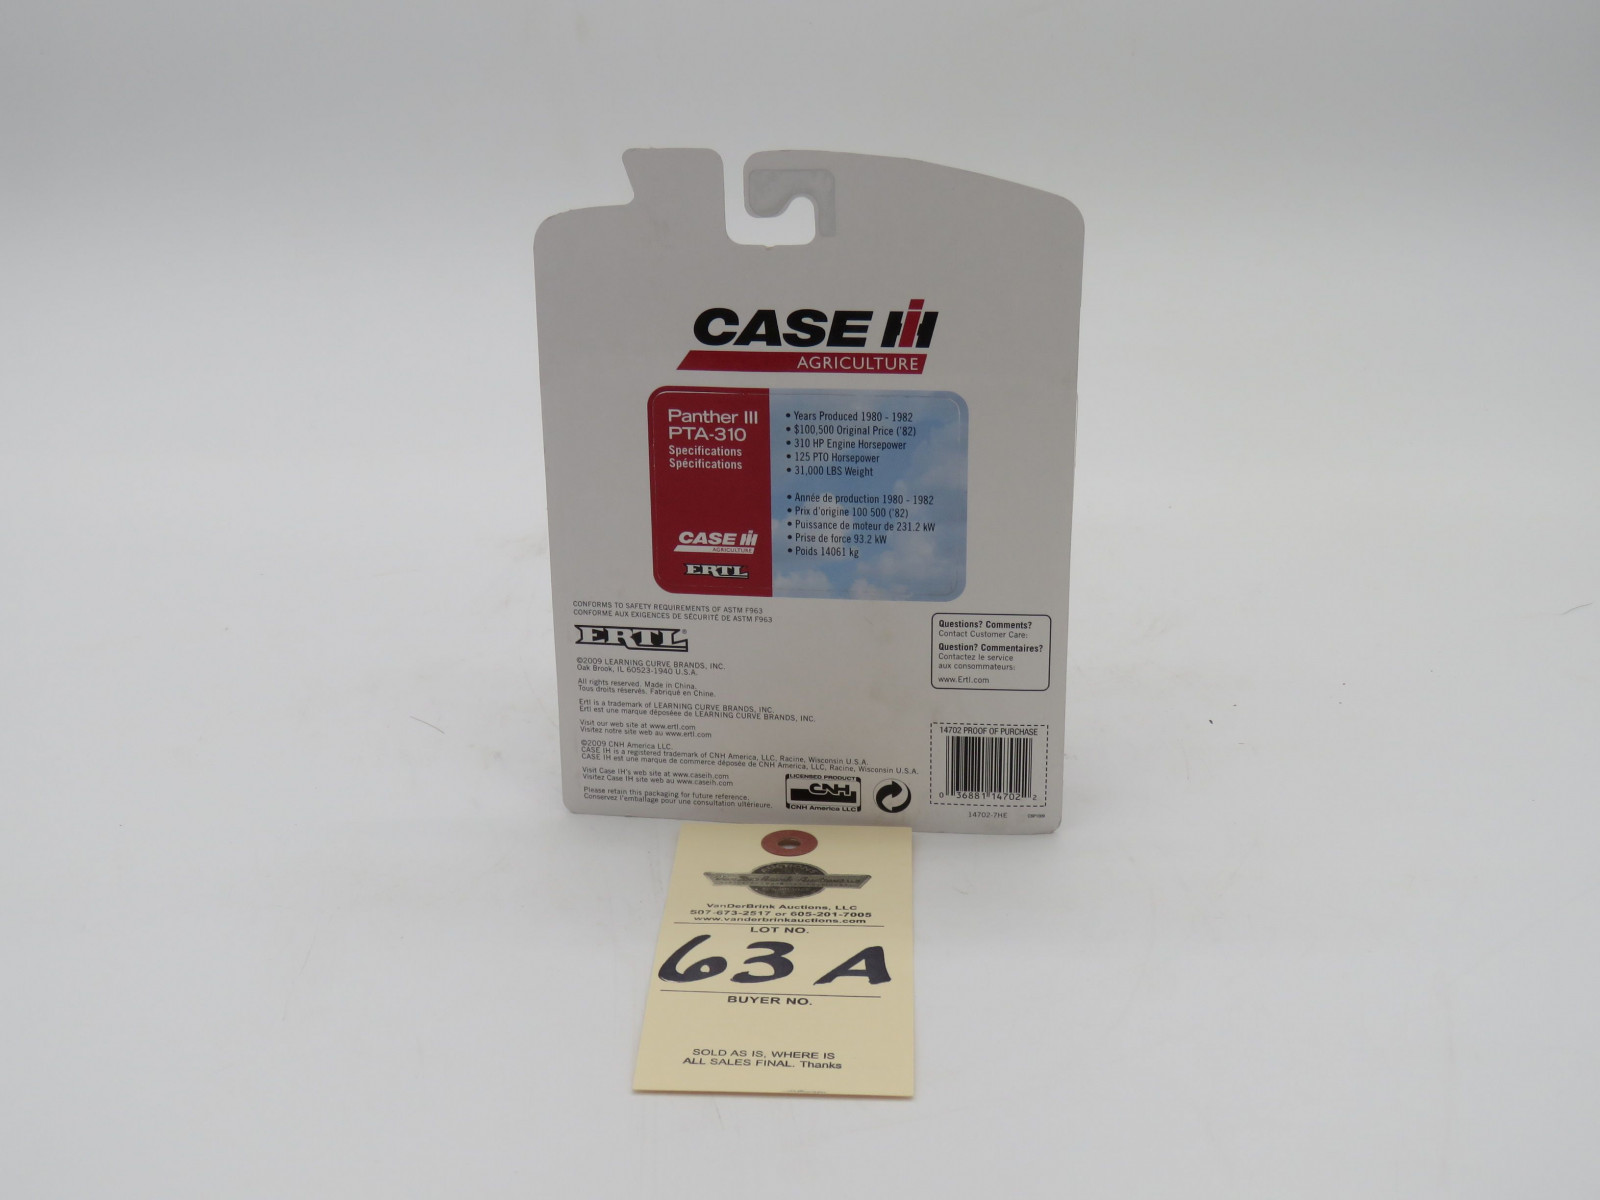 CASE IH
AGRICULTURE
Panther III
PTA-310
Specifications
Spécifications
CASE IH
AGRICULTURE
ERTL
• Years Produced 1980 - 1982
• $100,500 Original Price ('82)
• 310 HP Engine Horsepower
• 125 PTO Horsepower
• 31,000 LBS Weight
• Année de production 1980 - 1982
• Prix d'origine 100 500 ('82)
• Puissance de moteur de 231.2 kW
• Prise de force 93.2 kW
• Poids 14061 kg
CONFORMS TO SAFETY REQUIREMENTS OF ASTM F963
CONFORME AUX EXIGENCES DE SÉCURITÉ DE ASTM F963
ERTL®
©2009 LEARNING CURVE BRANDS, INC.
Oak Brook, IL 60523-1940 U.S.A.
All rights reserved. Made in China.
Tous droits réservés. Fabriqué en Chine.
Ertl is a trademark of LEARNING CURVE BRANDS, INC.
Ertl est une marque déposéee de LEARNING CURVE BRANDS, INC.
Visit our web site at www.ertl.com
Visitez notre site web au www.ertl.com
©2009 CNH America LLC.
CASE IH is a registered trademark of CNH America, LLC, Racine, Wisconsin U.S.A.
CASE IH est une marque de commerce déposée de CNH America, LLC, Racine, Wisconsin U.S.A.
Visit Case IH's web site at www.caseih.com
Visitez Case IH site web au www.caseih.com
Please retain this packaging for future reference.
Conservez l'emballage pour une consultation ultérieure.
LICENSED PRODUCT
CNH
CNH America LLC
Questions? Comments?
Contact Customer Care:
Question? Commentaires?
Contactez le service
aux consommateurs:
www.Ertl.com
14702 PROOF OF PURCHASE
0 36881 14702 2
14702-7HE
VanDerBrink Auctions, LLC
507-673-2517 or 605-201-7005
www.vanderbrinkauctions.com
LOT NO.
63 A
BUYER NO.
SOLD AS IS, WHERE IS
ALL SALES FINAL. Thanks